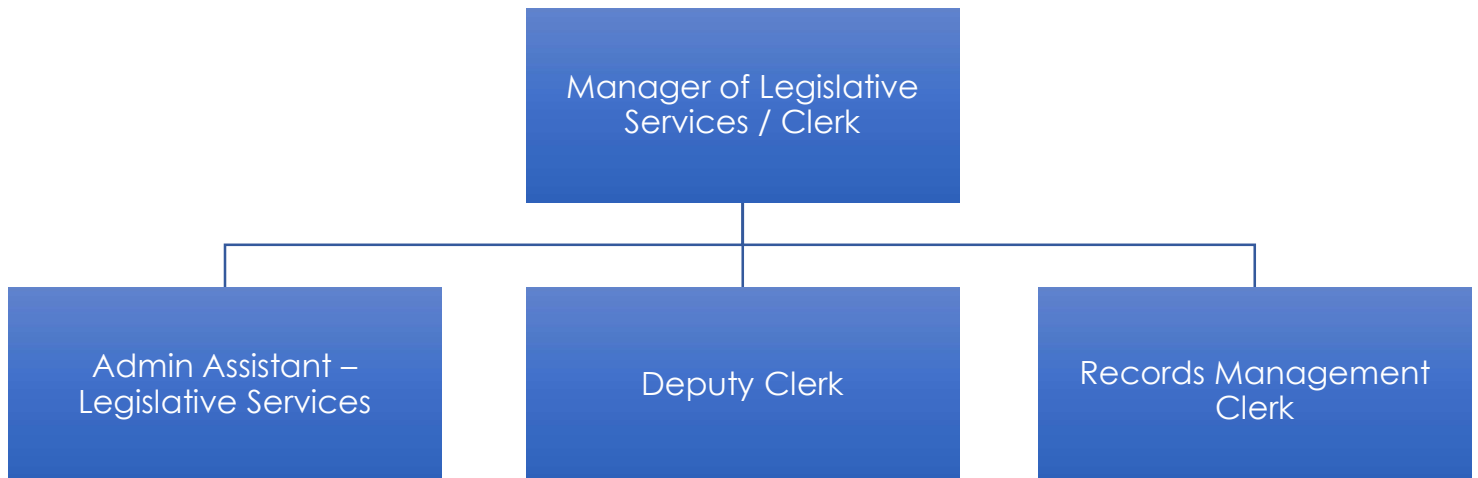 Manager of Legislative
Services / Clerk
Admin Assistant –
Legislative Services
Deputy Clerk
Records Management
Clerk